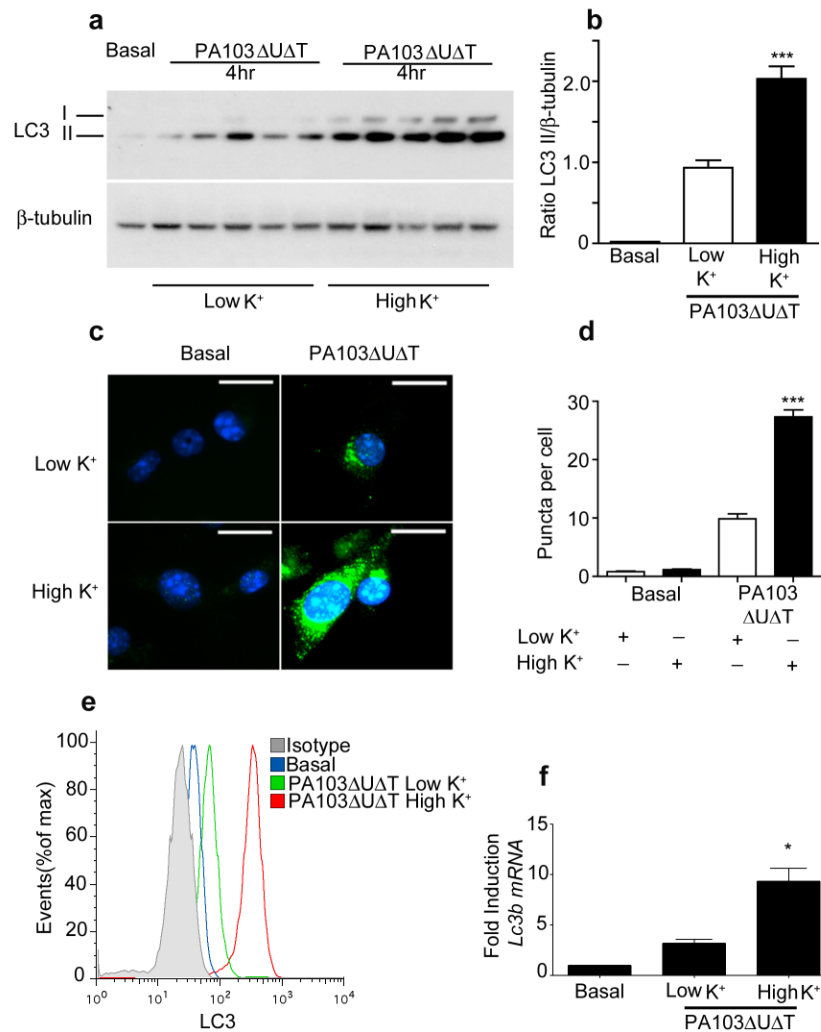 a
Basal PA103ΔUΔT PA103ΔUΔT
4hr 4hr
I
LC3 II
β-tubulin
Low K⁺ High K⁺
b
Ratio LC3 II/β-tubulin
2.0
1.0
0
***
Basal Low K⁺ High K⁺
PA103ΔUΔT
c
Basal PA103ΔUΔT
Low K⁺
High K⁺
d
Puncta per cell
30
20
10
0
***
Basal PA103 ΔUΔT
Low K⁺ + – + –
High K⁺ – + – +
e
Events(%of max)
100
80
60
40
20
0
10⁰ 10¹ 10² 10³ 10⁴
LC3
Isotype
Basal
PA103ΔUΔT Low K⁺
PA103ΔUΔT High K⁺
f
Fold Induction
Lc3b mRNA
15
10
5
0
*
Basal Low K⁺ High K⁺
PA103ΔUΔT